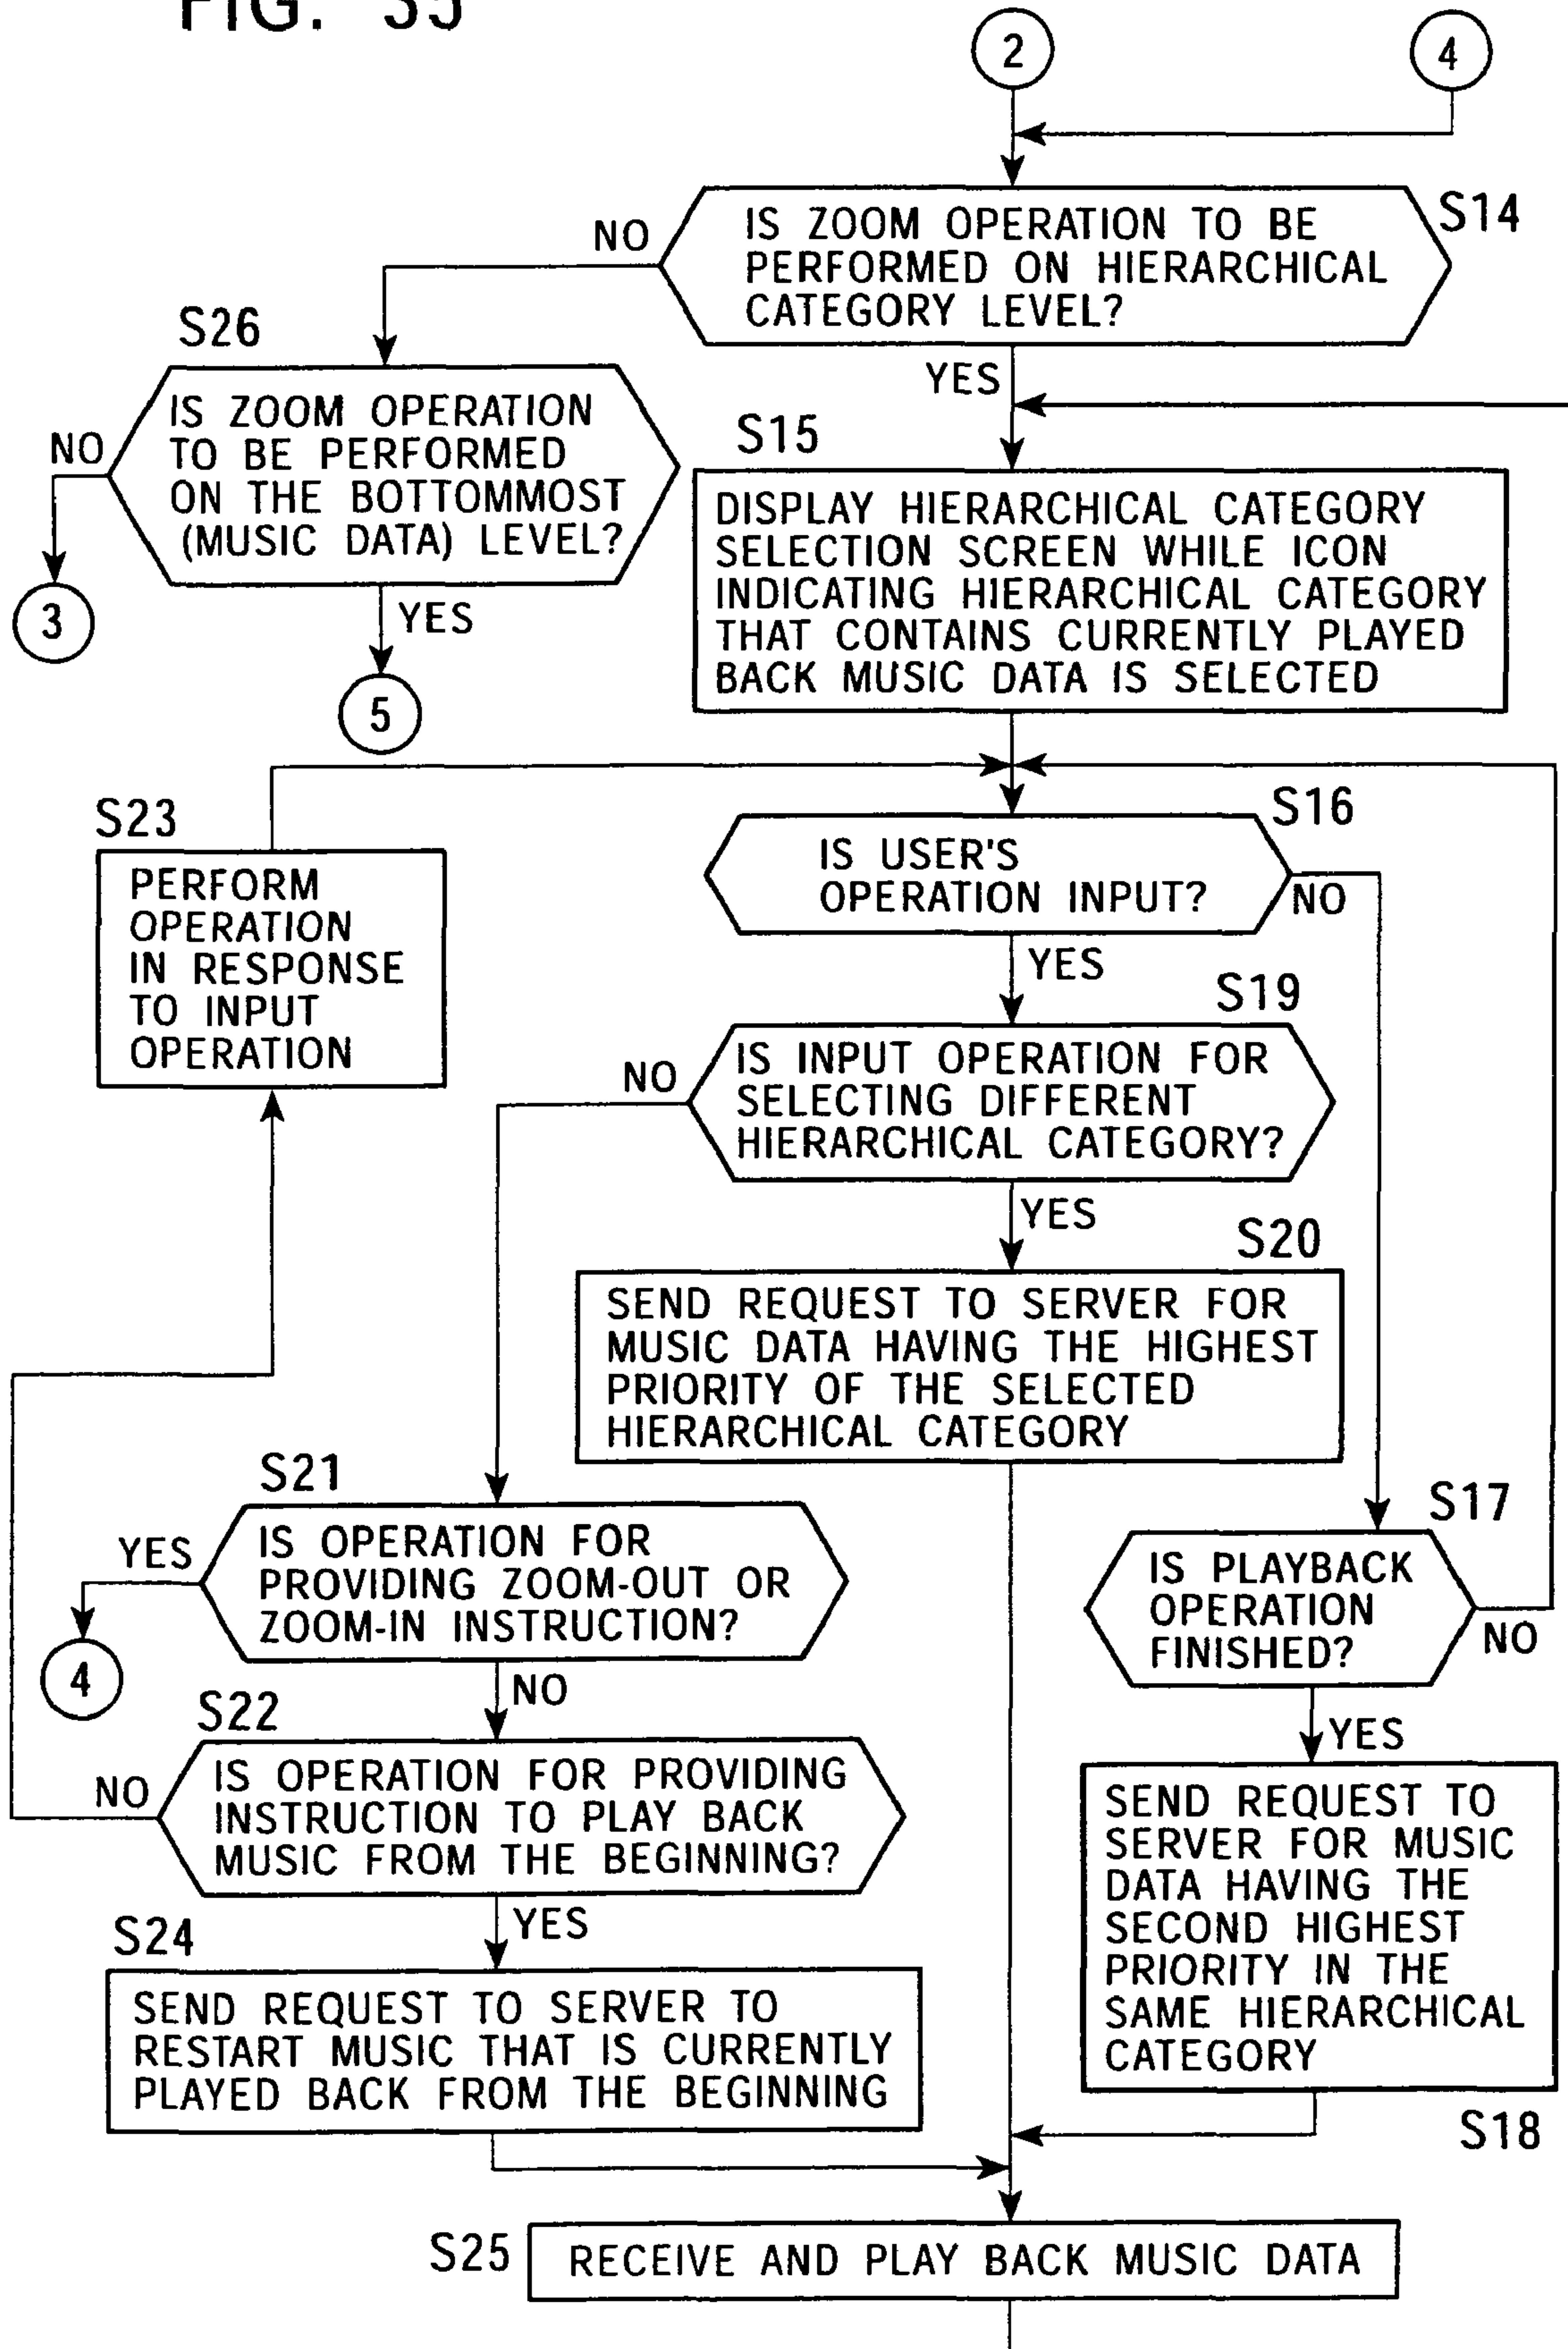 FIG. 35
2
4
S14
IS ZOOM OPERATION TO BE
PERFORMED ON HIERARCHICAL
CATEGORY LEVEL?
NO
YES
S26
IS ZOOM OPERATION
TO BE PERFORMED
ON THE BOTTOMMOST
(MUSIC DATA) LEVEL?
NO
3
YES
5
S15
DISPLAY HIERARCHICAL CATEGORY
SELECTION SCREEN WHILE ICON
INDICATING HIERARCHICAL CATEGORY
THAT CONTAINS CURRENTLY PLAYED
BACK MUSIC DATA IS SELECTED
S23
PERFORM
OPERATION
IN RESPONSE
TO INPUT
OPERATION
S16
IS USER'S
OPERATION INPUT?
NO
YES
S19
IS INPUT OPERATION FOR
SELECTING DIFFERENT
HIERARCHICAL CATEGORY?
NO
YES
S20
SEND REQUEST TO SERVER FOR
MUSIC DATA HAVING THE HIGHEST
PRIORITY OF THE SELECTED
HIERARCHICAL CATEGORY
S21
IS OPERATION FOR
PROVIDING ZOOM-OUT OR
ZOOM-IN INSTRUCTION?
YES
4
NO
S17
IS PLAYBACK
OPERATION
FINISHED?
NO
YES
S22
IS OPERATION FOR PROVIDING
INSTRUCTION TO PLAY BACK
MUSIC FROM THE BEGINNING?
NO
YES
SEND REQUEST TO
SERVER FOR MUSIC
DATA HAVING THE
SECOND HIGHEST
PRIORITY IN THE
SAME HIERARCHICAL
CATEGORY
S18
S24
SEND REQUEST TO SERVER TO
RESTART MUSIC THAT IS CURRENTLY
PLAYED BACK FROM THE BEGINNING
S25
RECEIVE AND PLAY BACK MUSIC DATA